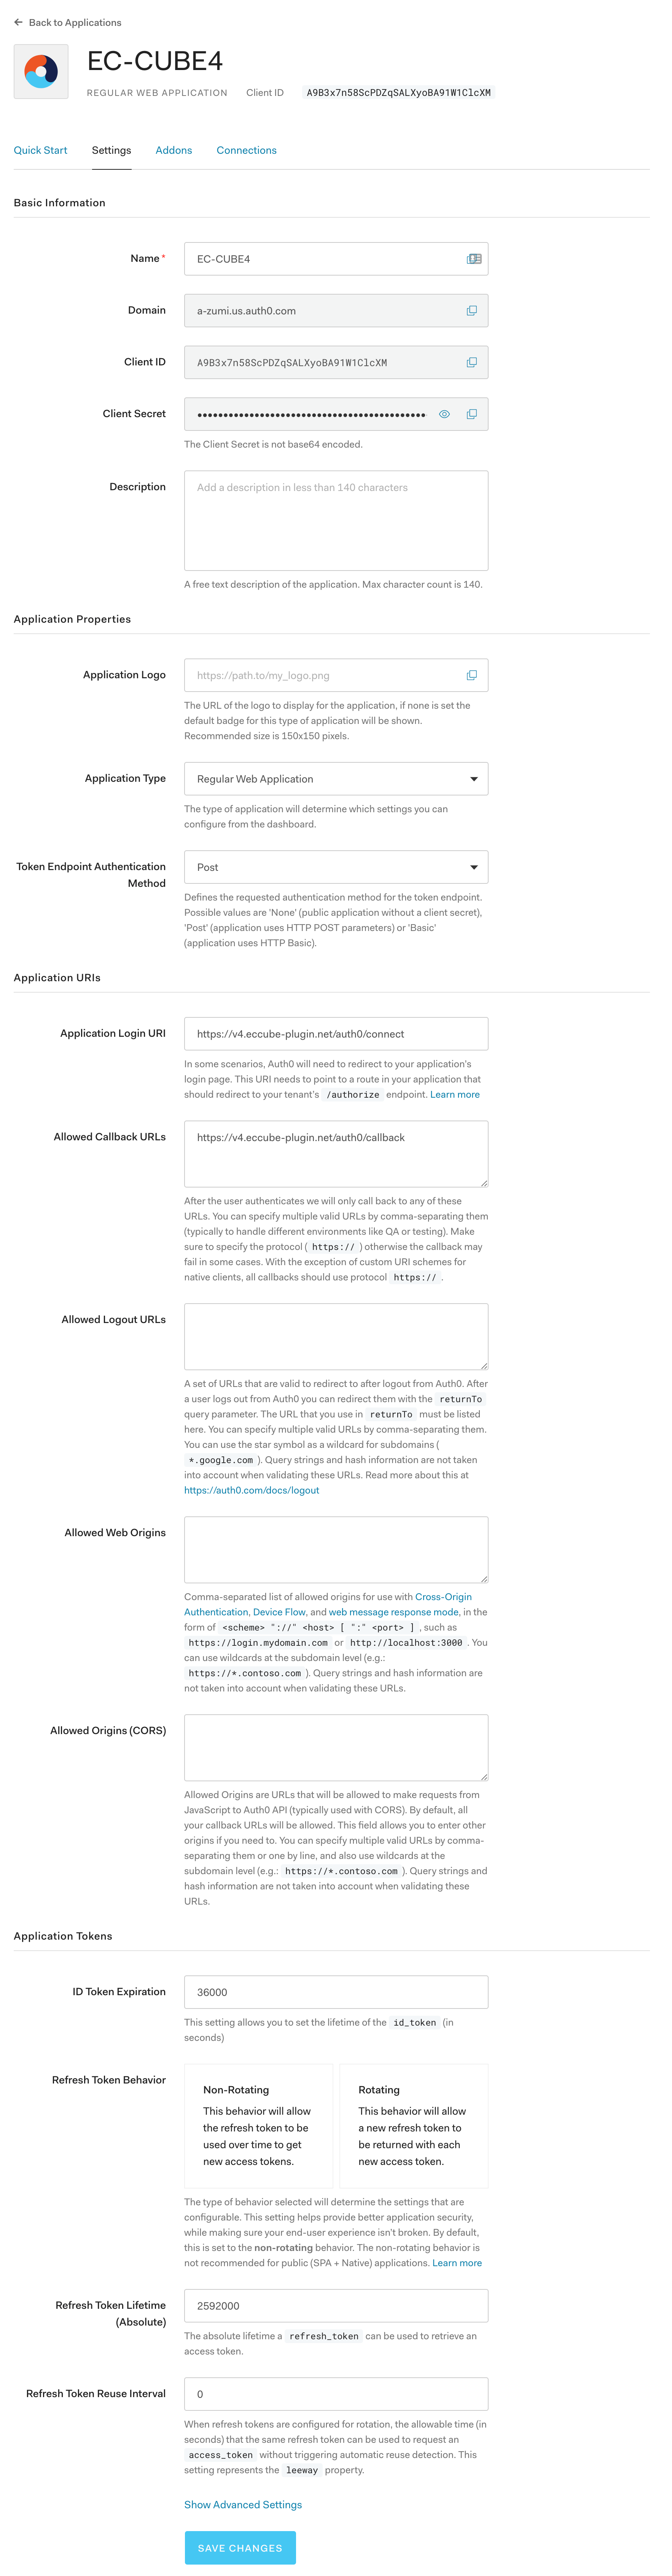 Back to Applications
EC-CUBE4
REGULAR WEB APPLICATION Client ID A9B3x7n58ScPDZqSALXyoBA91W1ClcXM
Quick Start Settings Addons Connections
Basic Information
Name*
EC-CUBE4
Domain
a-zumi.us.auth0.com
Client ID
A9B3x7n58ScPDZqSALXyoBA91W1ClcXM
Client Secret
The Client Secret is not base64 encoded.
Description
Add a description in less than 140 characters
A free text description of the application. Max character count is 140.
Application Properties
Application Logo
https://path.to/my_logo.png
The URL of the logo to display for the application, if none is set the
default badge for this type of application will be shown.
Recommended size is 150x150 pixels.
Application Type
Regular Web Application
The type of application will determine which settings you can
configure from the dashboard.
Token Endpoint Authentication
Method
Post
Defines the requested authentication method for the token endpoint.
Possible values are 'None' (public application without a client secret),
'Post' (application uses HTTP POST parameters) or 'Basic'
(application uses HTTP Basic).
Application URIs
Application Login URI
https://v4.eccube-plugin.net/auth0/connect
In some scenarios, Auth0 will need to redirect to your application's
login page. This URI needs to point to a route in your application that
should redirect to your tenant's /authorize endpoint. Learn more
Allowed Callback URLs
https://v4.eccube-plugin.net/auth0/callback
After the user authenticates we will only call back to any of these
URLs. You can specify multiple valid URLs by comma-separating them
(typically to handle different environments like QA or testing). Make
sure to specify the protocol ( https:// ) otherwise the callback may
fail in some cases. With the exception of custom URI schemes for
native clients, all callbacks should use protocol https:// .
Allowed Logout URLs
A set of URLs that are valid to redirect to after logout from Auth0. After
a user logs out from Auth0 you can redirect them with the returnTo
query parameter. The URL that you use in returnTo must be listed
here. You can specify multiple valid URLs by comma-separating them.
You can use the star symbol as a wildcard for subdomains (
*.google.com ). Query strings and hash information are not taken
into account when validating these URLs. Read more about this at
https://auth0.com/docs/logout
Allowed Web Origins
Comma-separated list of allowed origins for use with Cross-Origin
Authentication, Device Flow, and web message response mode, in the
form of <scheme> "://" <host> [ ":" <port> ] , such as
https://login.mydomain.com or http://localhost:3000 . You
can use wildcards at the subdomain level (e.g.:
https://*.contoso.com ). Query strings and hash information are
not taken into account when validating these URLs.
Allowed Origins (CORS)
Allowed Origins are URLs that will be allowed to make requests from
JavaScript to Auth0 API (typically used with CORS). By default, all
your callback URLs will be allowed. This field allows you to enter other
origins if you need to. You can specify multiple valid URLs by comma-
separating them or one by line, and also use wildcards at the
subdomain level (e.g.: https://*.contoso.com ). Query strings and
hash information are not taken into account when validating these
URLs.
Application Tokens
ID Token Expiration
36000
This setting allows you to set the lifetime of the id_token (in
seconds)
Refresh Token Behavior
Non-Rotating
This behavior will allow
the refresh token to be
used over time to get
new access tokens.
Rotating
This behavior will allow
a new refresh token to
be returned with each
new access token.
The type of behavior selected will determine the settings that are
configurable. This setting helps provide better application security,
while making sure your end-user experience isn't broken. By default,
this is set to the non-rotating behavior. The non-rotating behavior is
not recommended for public (SPA + Native) applications. Learn more
Refresh Token Lifetime
(Absolute)
2592000
The absolute lifetime a refresh_token can be used to retrieve an
access token.
Refresh Token Reuse Interval
0
When refresh tokens are configured for rotation, the allowable time (in
seconds) that the same refresh token can be used to request an
access_token without triggering automatic reuse detection. This
setting represents the leeway property.
Show Advanced Settings
SAVE CHANGES